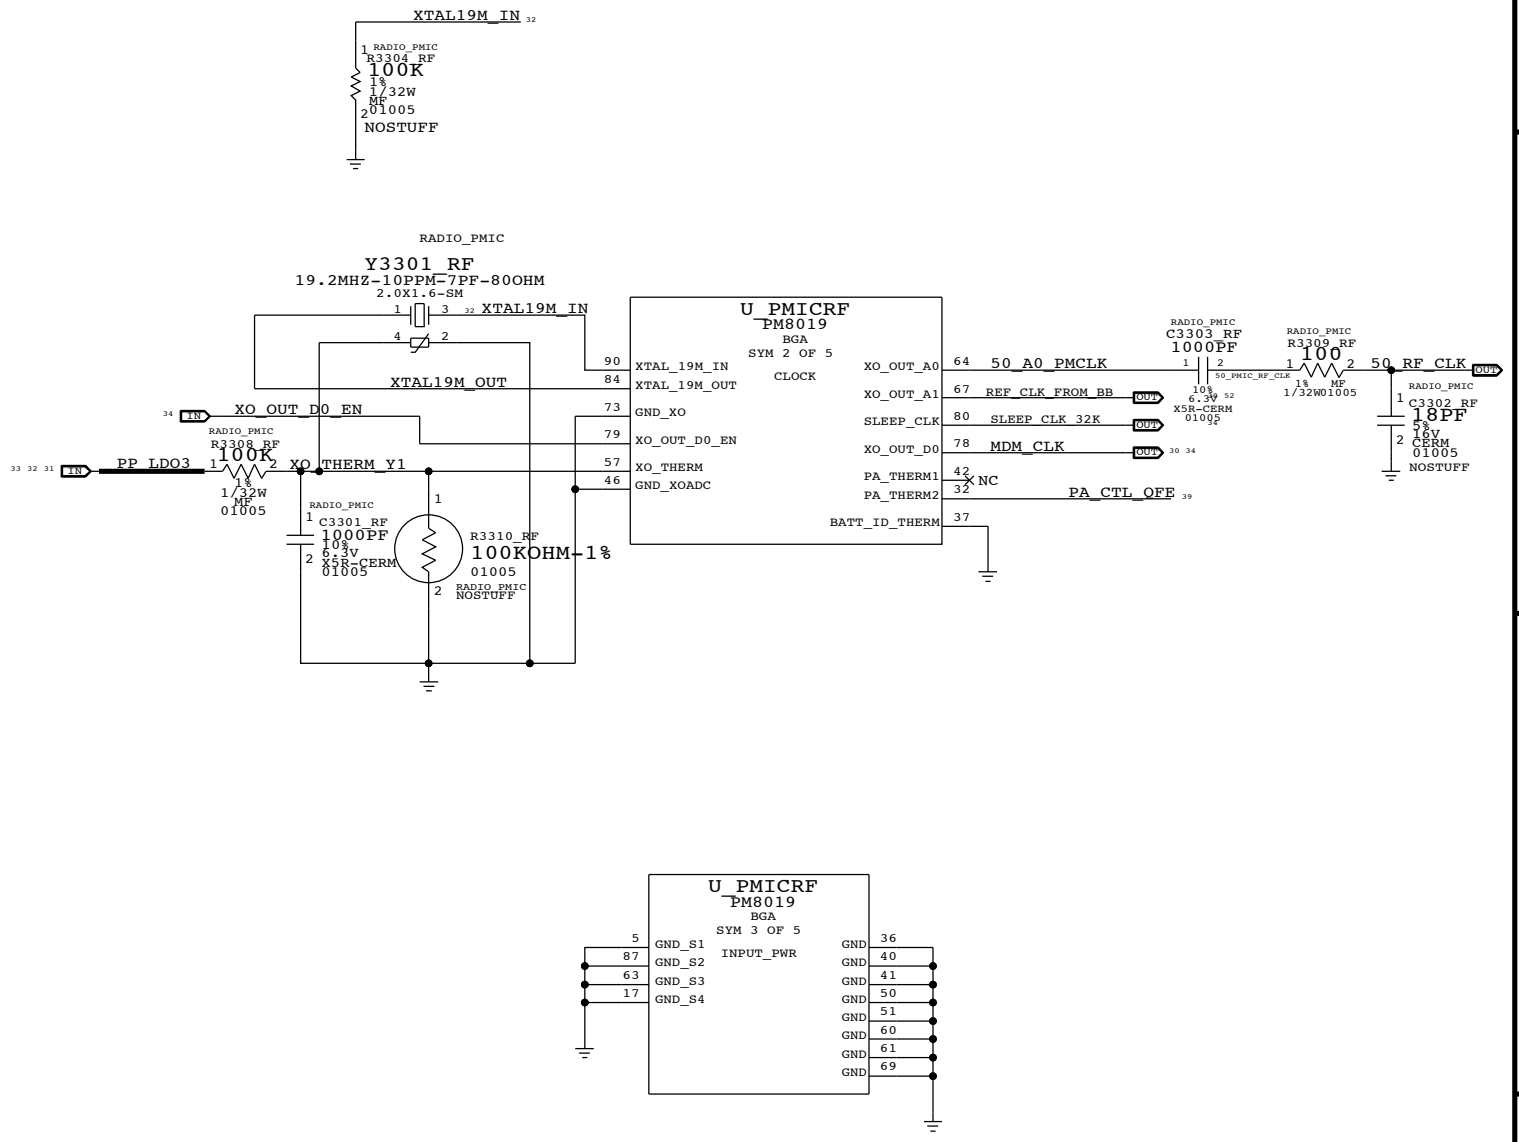 XTAL19M_IN 32
1 RADIO_PMIC
R3304_RF
100K
1%
1/32W
MF
2 01005
NOSTUFF
RADIO_PMIC
Y3301_RF
19.2MHZ-10PPM-7PF-80OHM
2.0X1.6-SM
1 3 32 XTAL19M_IN
4 2
XTAL19M_OUT
34 IN XO_OUT_D0_EN
RADIO_PMIC
R3308_RF
100K
33 32 31 IN PP_LDO3 1 2 XO_THERM_Y1
1%
1/32W
MF
01005
RADIO_PMIC
1 C3301_RF
1000PF
10%
6.3V
2 X5R-CERM
01005
1
R3310_RF
100KOHM-1%
01005
2 RADIO_PMIC
NOSTUFF
U_PMICRF
PM8019
BGA
SYM 2 OF 5
CLOCK
90 XTAL_19M_IN
84 XTAL_19M_OUT
73 GND_XO
79 XO_OUT_D0_EN
57 XO_THERM
46 GND_XOADC
XO_OUT_A0 64 50_A0_PMCLK
XO_OUT_A1 67 REF_CLK_FROM_BB OUT 52
SLEEP_CLK 80 SLEEP_CLK_32K OUT 34
XO_OUT_D0 78 MDM_CLK OUT 30 34
PA_THERM1 42 NC
PA_THERM2 32 PA_CTL_QFE 39
BATT_ID_THERM 37
RADIO_PMIC
C3303_RF
1000PF
1 2
50_PMIC_RF_CLK
10%
6.3V
X5R-CERM
01005
RADIO_PMIC
R3309_RF
100
1 2
1% MF
1/32W 01005
50_RF_CLK OUT
RADIO_PMIC
1 C3302_RF
18PF
5%
16V
2 CERM
01005
NOSTUFF
U_PMICRF
PM8019
BGA
SYM 3 OF 5
INPUT_PWR
5 GND_S1
87 GND_S2
63 GND_S3
17 GND_S4
GND 36
GND 40
GND 41
GND 50
GND 51
GND 60
GND 61
GND 69